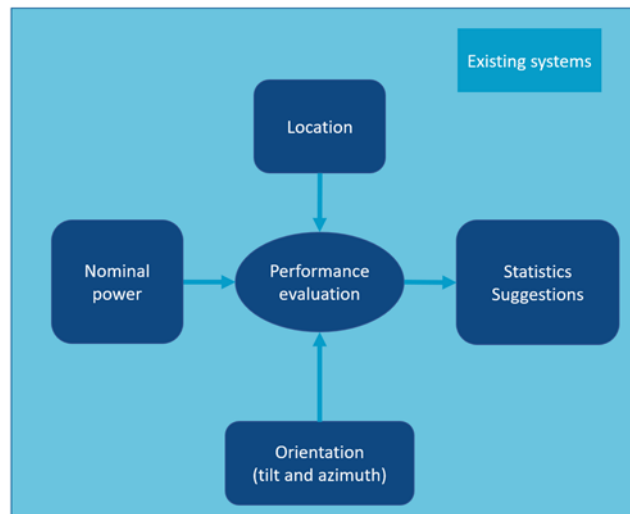 Existing systems
Location
Nominal
power
Performance
evaluation
Statistics
Suggestions
Orientation
(tilt and azimuth)